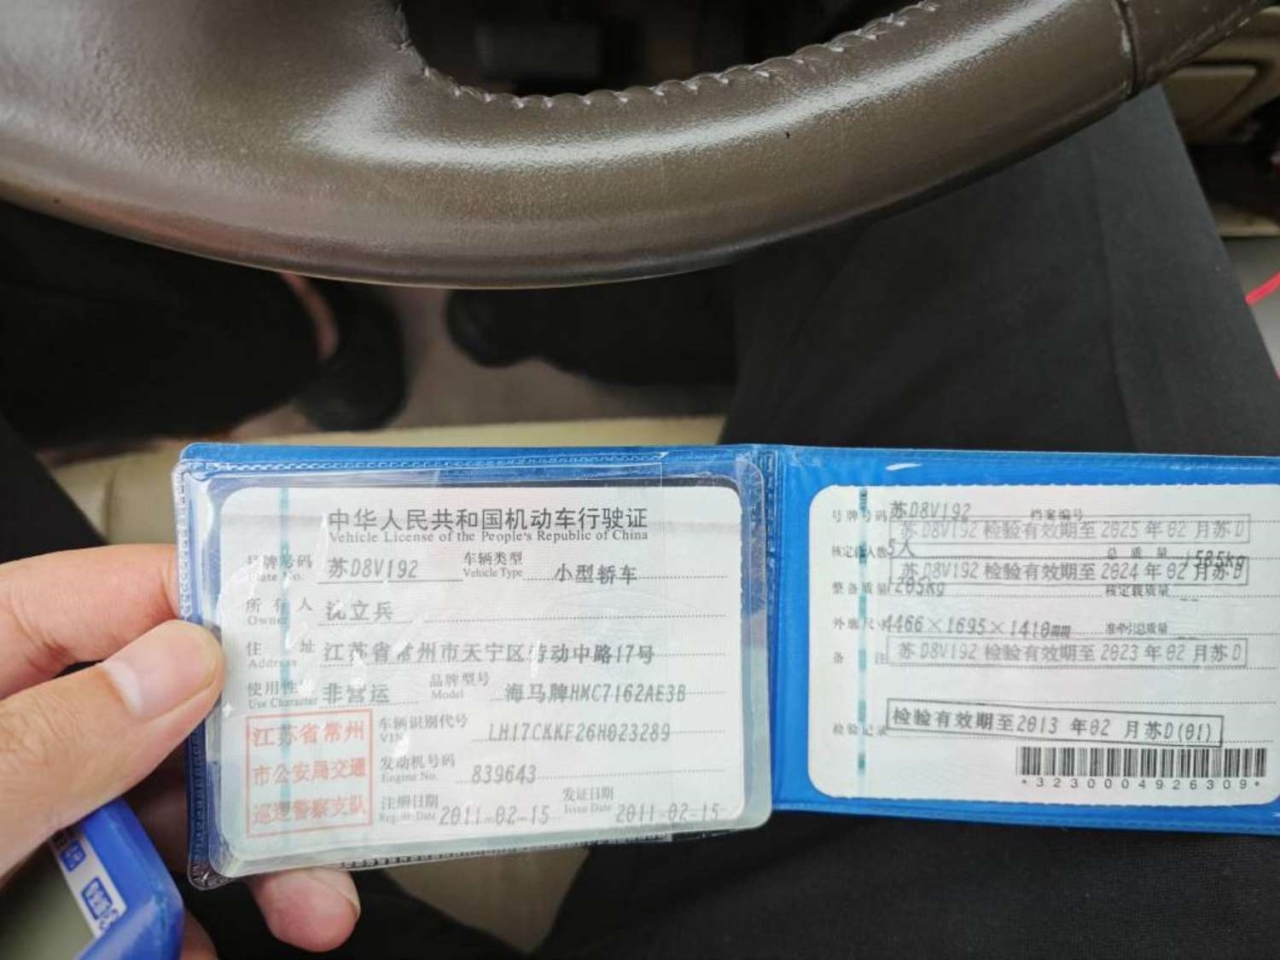 中华人民共和国机动车行驶证
Vehicle License of the People's Republic of China
号牌号码 苏D8V192 车辆类型 小型轿车
Plate No. Vehicle Type
所有人 沈立兵
Owner
住址 江苏省常州市天宁区劳动中路17号
Address
使用性质 非营运 品牌型号 海马牌HMC7162AE3B
Use Character Model
江苏省常州
市公安局交通
巡逻警察支队
车辆识别代号 LH17CKKF26H023289
VIN
发动机号码 839643
Engine No.
注册日期 2011-02-15 发证日期 2011-02-15
Register Date Issue Date
号牌号码 苏D8V192 档案编号
苏D8V192 检验有效期至2025年02月苏D
核定载人数 5人 总质量 1585kg
苏D8V192 检验有效期至2024年02月苏D
整备质量 1205kg 核定载质量 --
外廓尺寸 4466×1695×1410mm 准牵引总质量 --
备注 苏D8V192 检验有效期至2023年02月苏D
检验记录 检验有效期至2013年02月苏D(01)
*3230004926309*